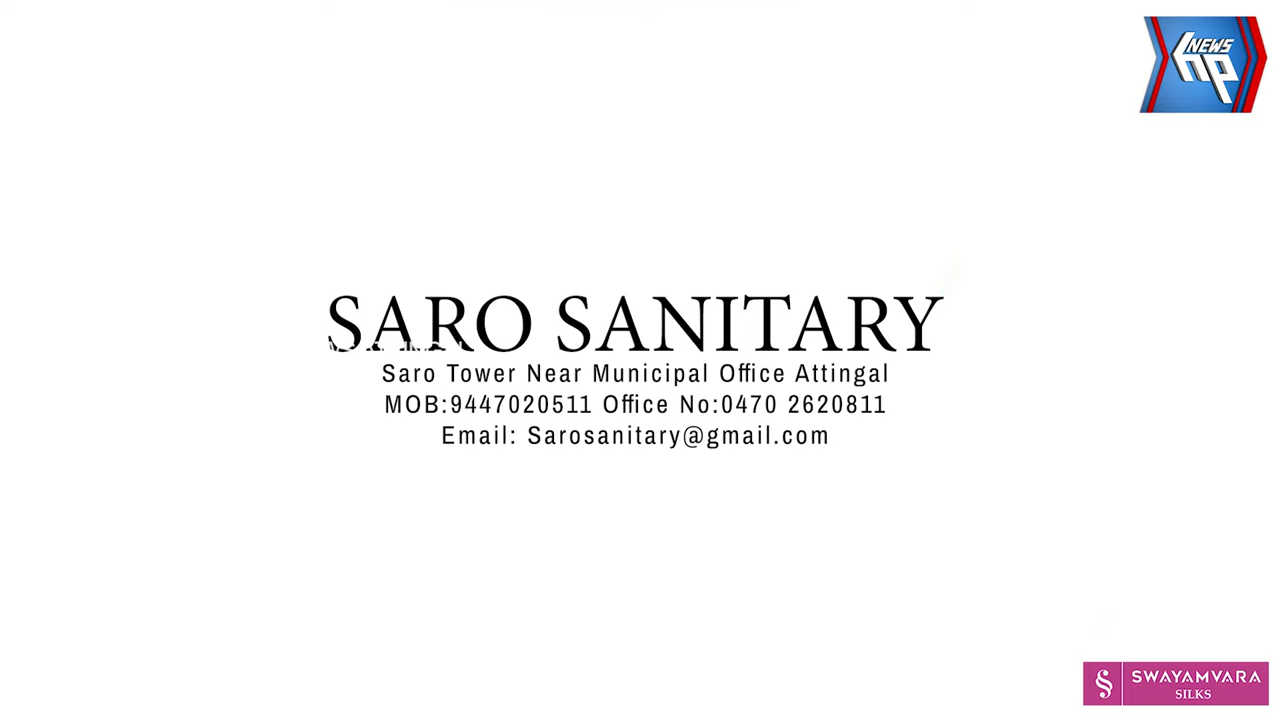 NEWS
hp
SARO SANITARY
Saro Tower Near Municipal Office Attingal
MOB:9447020511 Office No:0470 2620811
Email: Sarosanitary@gmail.com
SWAYAMVARA
SILKS